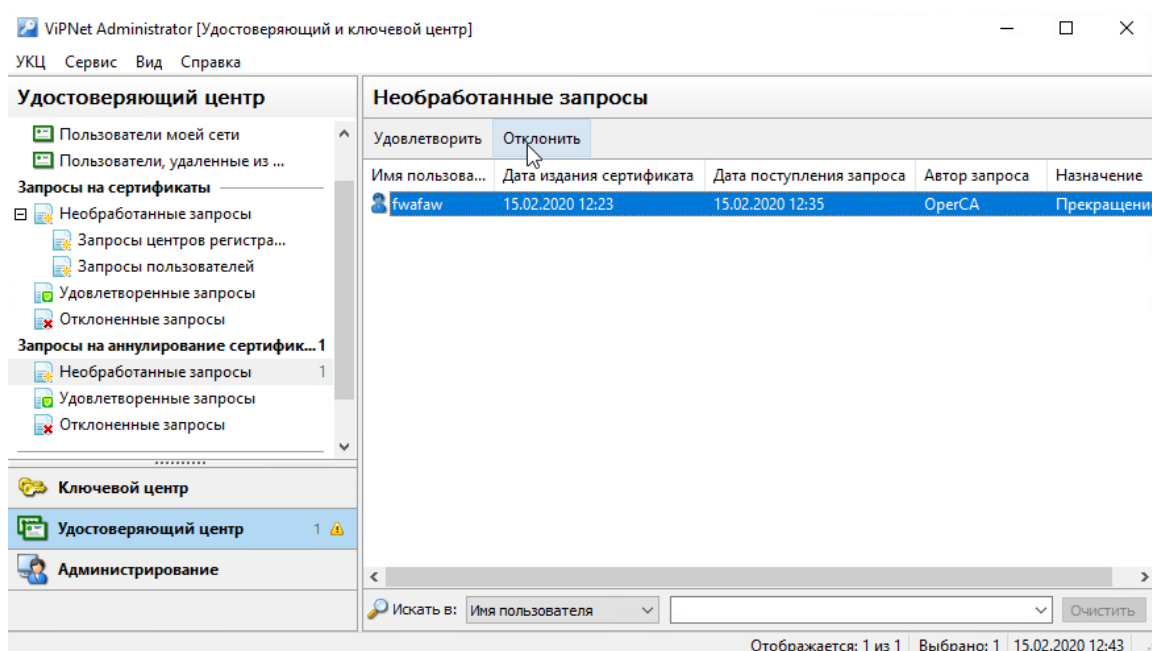 ViPNet Administrator [Удостоверяющий и ключевой центр]
УКЦ Сервис Вид Справка
Удостоверяющий центр
Пользователи моей сети
Пользователи, удаленные из ...
Запросы на сертификаты
Необработанные запросы
Запросы центров регистра...
Запросы пользователей
Удовлетворенные запросы
Отклоненные запросы
Запросы на аннулирование сертифик... 1
Необработанные запросы 1
Удовлетворенные запросы
Отклоненные запросы
Ключевой центр
Удостоверяющий центр 1
Администрирование
Необработанные запросы
Удовлетворить Отклонить
Имя пользова... Дата издания сертификата Дата поступления запроса Автор запроса Назначение
fwafaw 15.02.2020 12:23 15.02.2020 12:35 OperCA Прекращени
Искать в: Имя пользователя Очистить
Отображается: 1 из 1 Выбрано: 1 15.02.2020 12:43